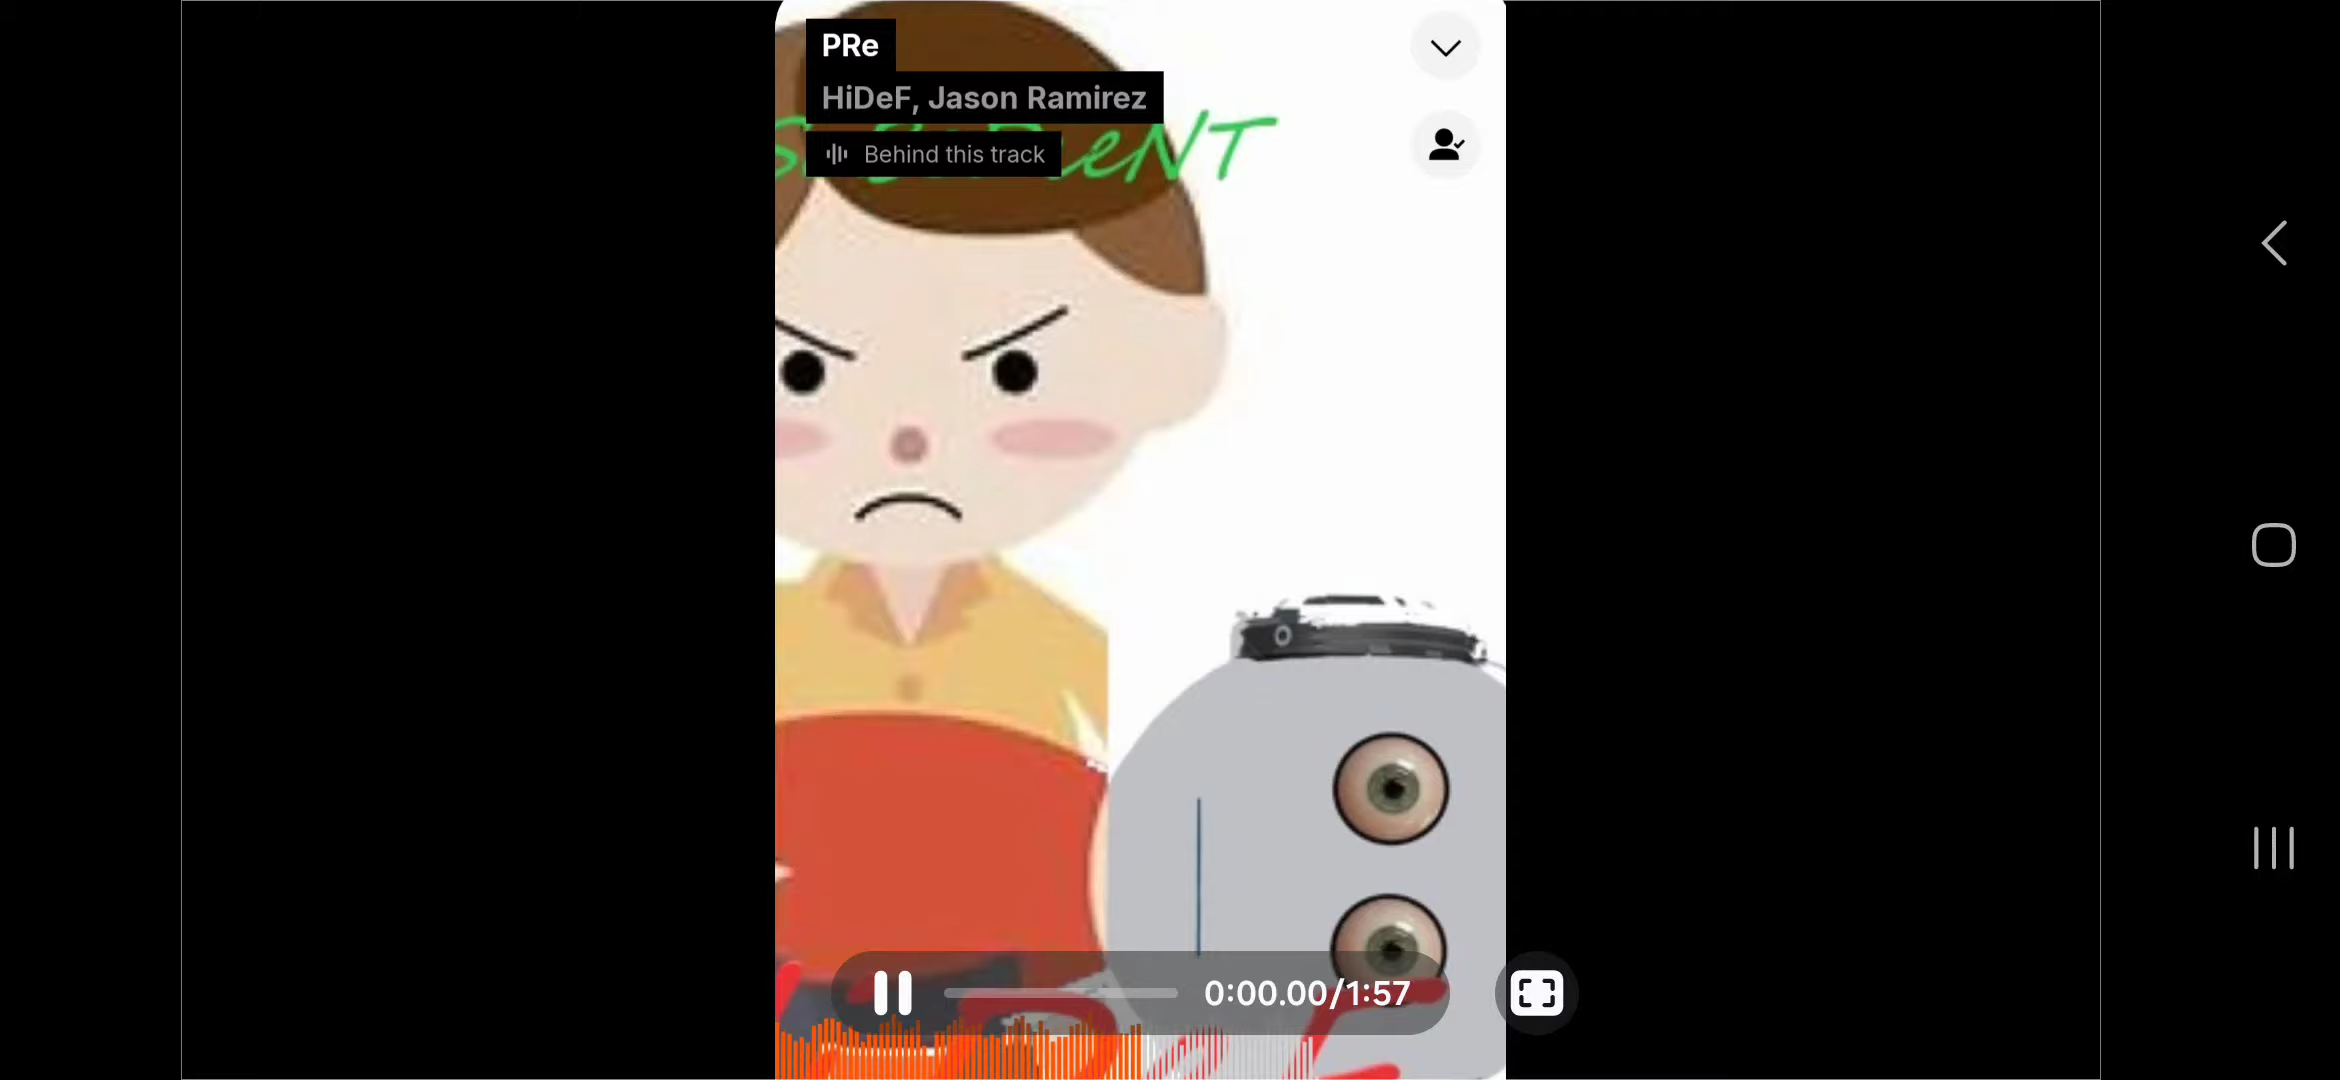 PRe
HiDeF, Jason Ramirez
Behind this track
0:00.00/1:57